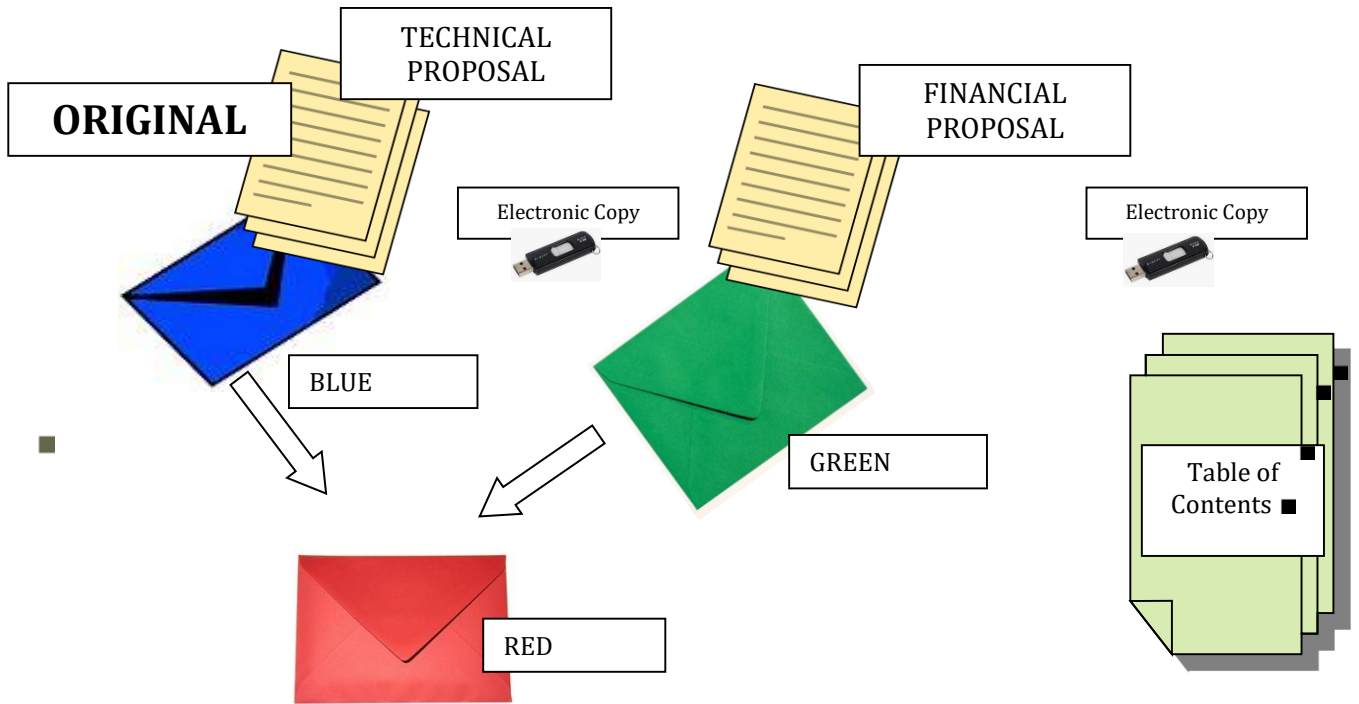 TECHNICAL
PROPOSAL
ORIGINAL
FINANCIAL
PROPOSAL
Electronic Copy
Electronic Copy
BLUE
GREEN
Table of
Contents
RED